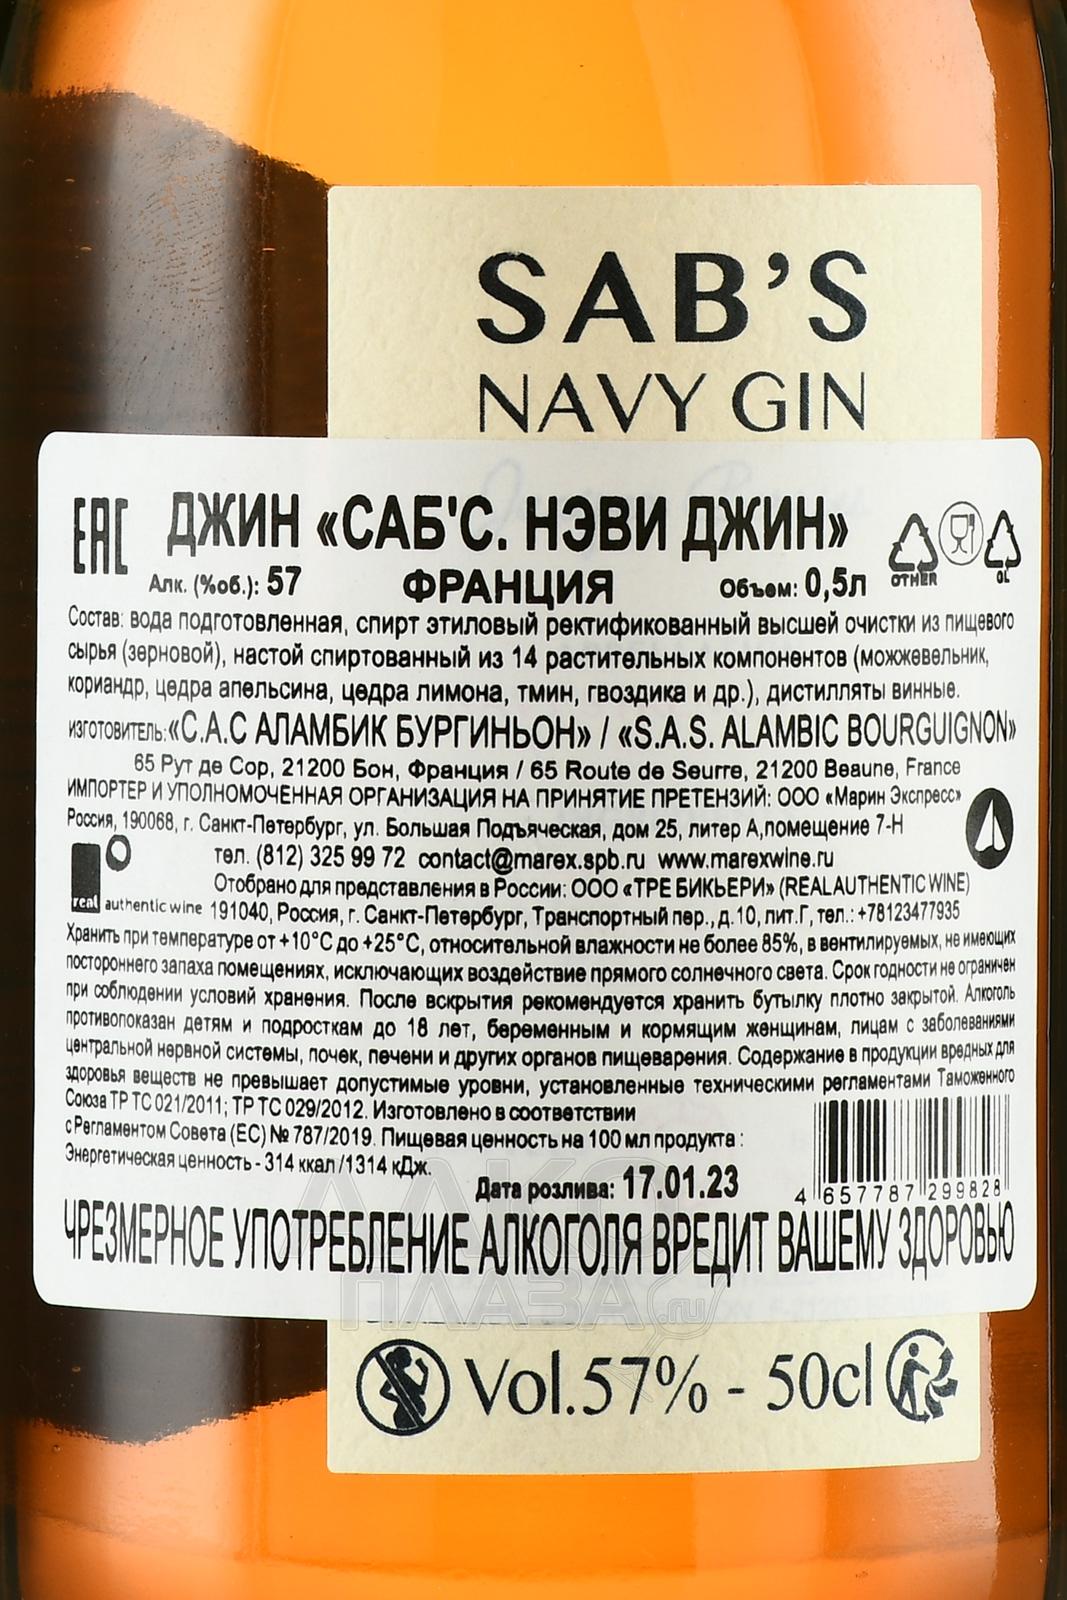 SAB'S
NAVY GIN
EAC ДЖИН «САБ'С. НЭВИ ДЖИН»
Алк. (%об.): 57 ФРАНЦИЯ Объем: 0,5л
OTHER GL
Состав: вода подготовленная, спирт этиловый ректификованный высшей очистки из пищевого
сырья (зерновой), настой спиртованный из 14 растительных компонентов (можжевельник,
кориандр, цедра апельсина, цедра лимона, тмин, гвоздика и др.), дистилляты винные.
ИЗГОТОВИТЕЛЬ:«С.А.С АЛАМБИК БУРГИНЬОН» / «S.A.S. ALAMBIC BOURGUIGNON»
65 Рут де Сор, 21200 Бон, Франция / 65 Route de Seurre, 21200 Beaune, France
ИМПОРТЕР И УПОЛНОМОЧЕННАЯ ОРГАНИЗАЦИЯ НА ПРИНЯТИЕ ПРЕТЕНЗИЙ: ООО «Марин Экспресс»
Россия, 190068, г. Санкт-Петербург, ул. Большая Подъяческая, дом 25, литер А,помещение 7-Н
тел. (812) 325 99 72 contact@marex.spb.ru www.marexwine.ru
Отобрано для представления в России: ООО «ТРЕ БИКЬЕРИ» (REAL AUTHENTIC WINE)
real authentic wine 191040, Россия, г. Санкт-Петербург, Транспортный пер., д.10, лит.Г, тел.: +78123477935
Хранить при температуре от +10°С до +25°С, относительной влажности не более 85%, в вентилируемых, не имеющих
постороннего запаха помещениях, исключающих воздействие прямого солнечного света. Срок годности не ограничен
при соблюдении условий хранения. После вскрытия рекомендуется хранить бутылку плотно закрытой. Алкоголь
противопоказан детям и подросткам до 18 лет, беременным и кормящим женщинам, лицам с заболеваниями
центральной нервной системы, почек, печени и других органов пищеварения. Содержание в продукции вредных для
здоровья веществ не превышает допустимые уровни, установленные техническими регламентами Таможенного
Союза ТР ТС 021/2011; ТР ТС 029/2012. Изготовлено в соответствии
с Регламентом Совета (ЕС) № 787/2019. Пищевая ценность на 100 мл продукта :
Энергетическая ценность - 314 ккал /1314 кДж.
Дата розлива: 17.01.23
4 657787 299828
ЧРЕЗМЕРНОЕ УПОТРЕБЛЕНИЕ АЛКОГОЛЯ ВРЕДИТ ВАШЕМУ ЗДОРОВЬЮ
АЛКО
ПЛАЗА.ru
Vol.57% - 50cl